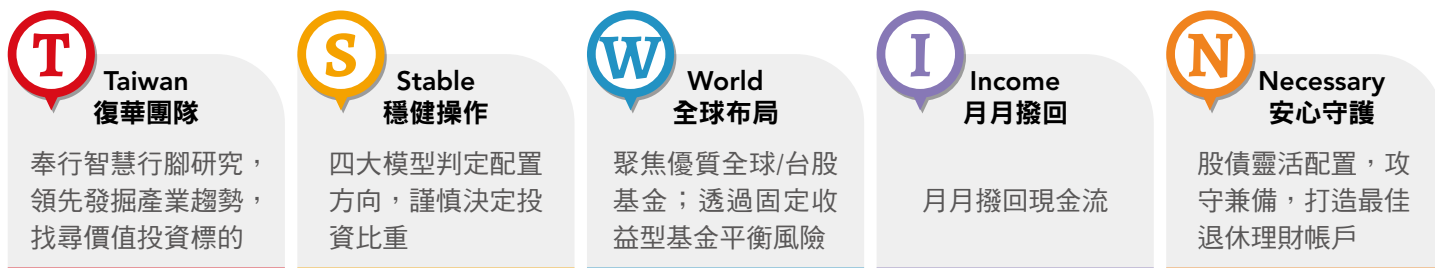 T
Taiwan
復華團隊
奉行智慧行腳研究，
領先發掘產業趨勢，
找尋價值投資標的
S
Stable
穩健操作
四大模型判定配置
方向，謹慎決定投
資比重
W
World
全球布局
聚焦優質全球/台股
基金；透過固定收
益型基金平衡風險
I
Income
月月撥回
月月撥回現金流
N
Necessary
安心守護
股債靈活配置，攻
守兼備，打造最佳
退休理財帳戶